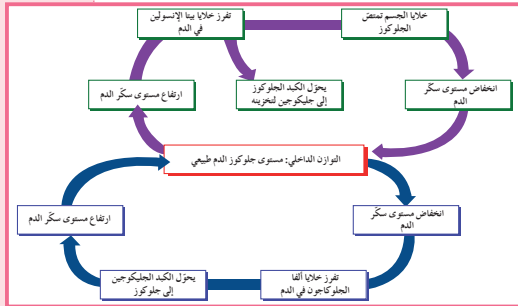 تفرز خلايا بيتا الإنسولين
في الدم
خلايا الجسم تمتصّ
الجلوكوز
ارتفاع مستوى سكّر الدم
يحوّل الكبد الجلوكوز
إلى جليكوجين لتخزينه
انخفاض مستوى سكّر
الدم
التوازن الداخلي: مستوى جلوكوز الدم طبيعي
انخفاض مستوى سكّر
الدم
تفرز خلايا ألفا
الجلوكاجون في الدم
يحوّل الكبد الجليكوجين
إلى جلوكوز
ارتفاع مستوى سكّر الدم